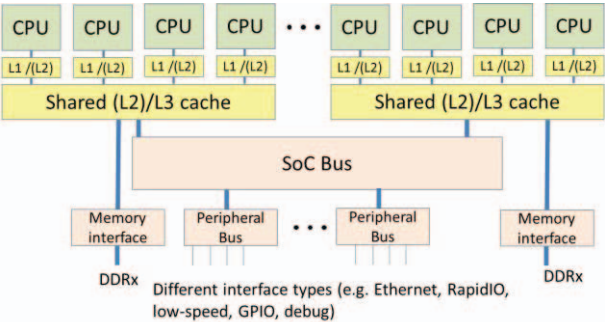 CPU CPU CPU CPU • • • CPU CPU CPU CPU
L1 /(L2) L1 /(L2) L1 /(L2) L1 /(L2) L1 /(L2) L1 /(L2) L1 /(L2) L1 /(L2)
Shared (L2)/L3 cache Shared (L2)/L3 cache
SoC Bus
Memory interface
Peripheral Bus
• • •
Peripheral Bus
Memory interface
DDRx
DDRx
Different interface types (e.g. Ethernet, RapidIO,
low-speed, GPIO, debug)